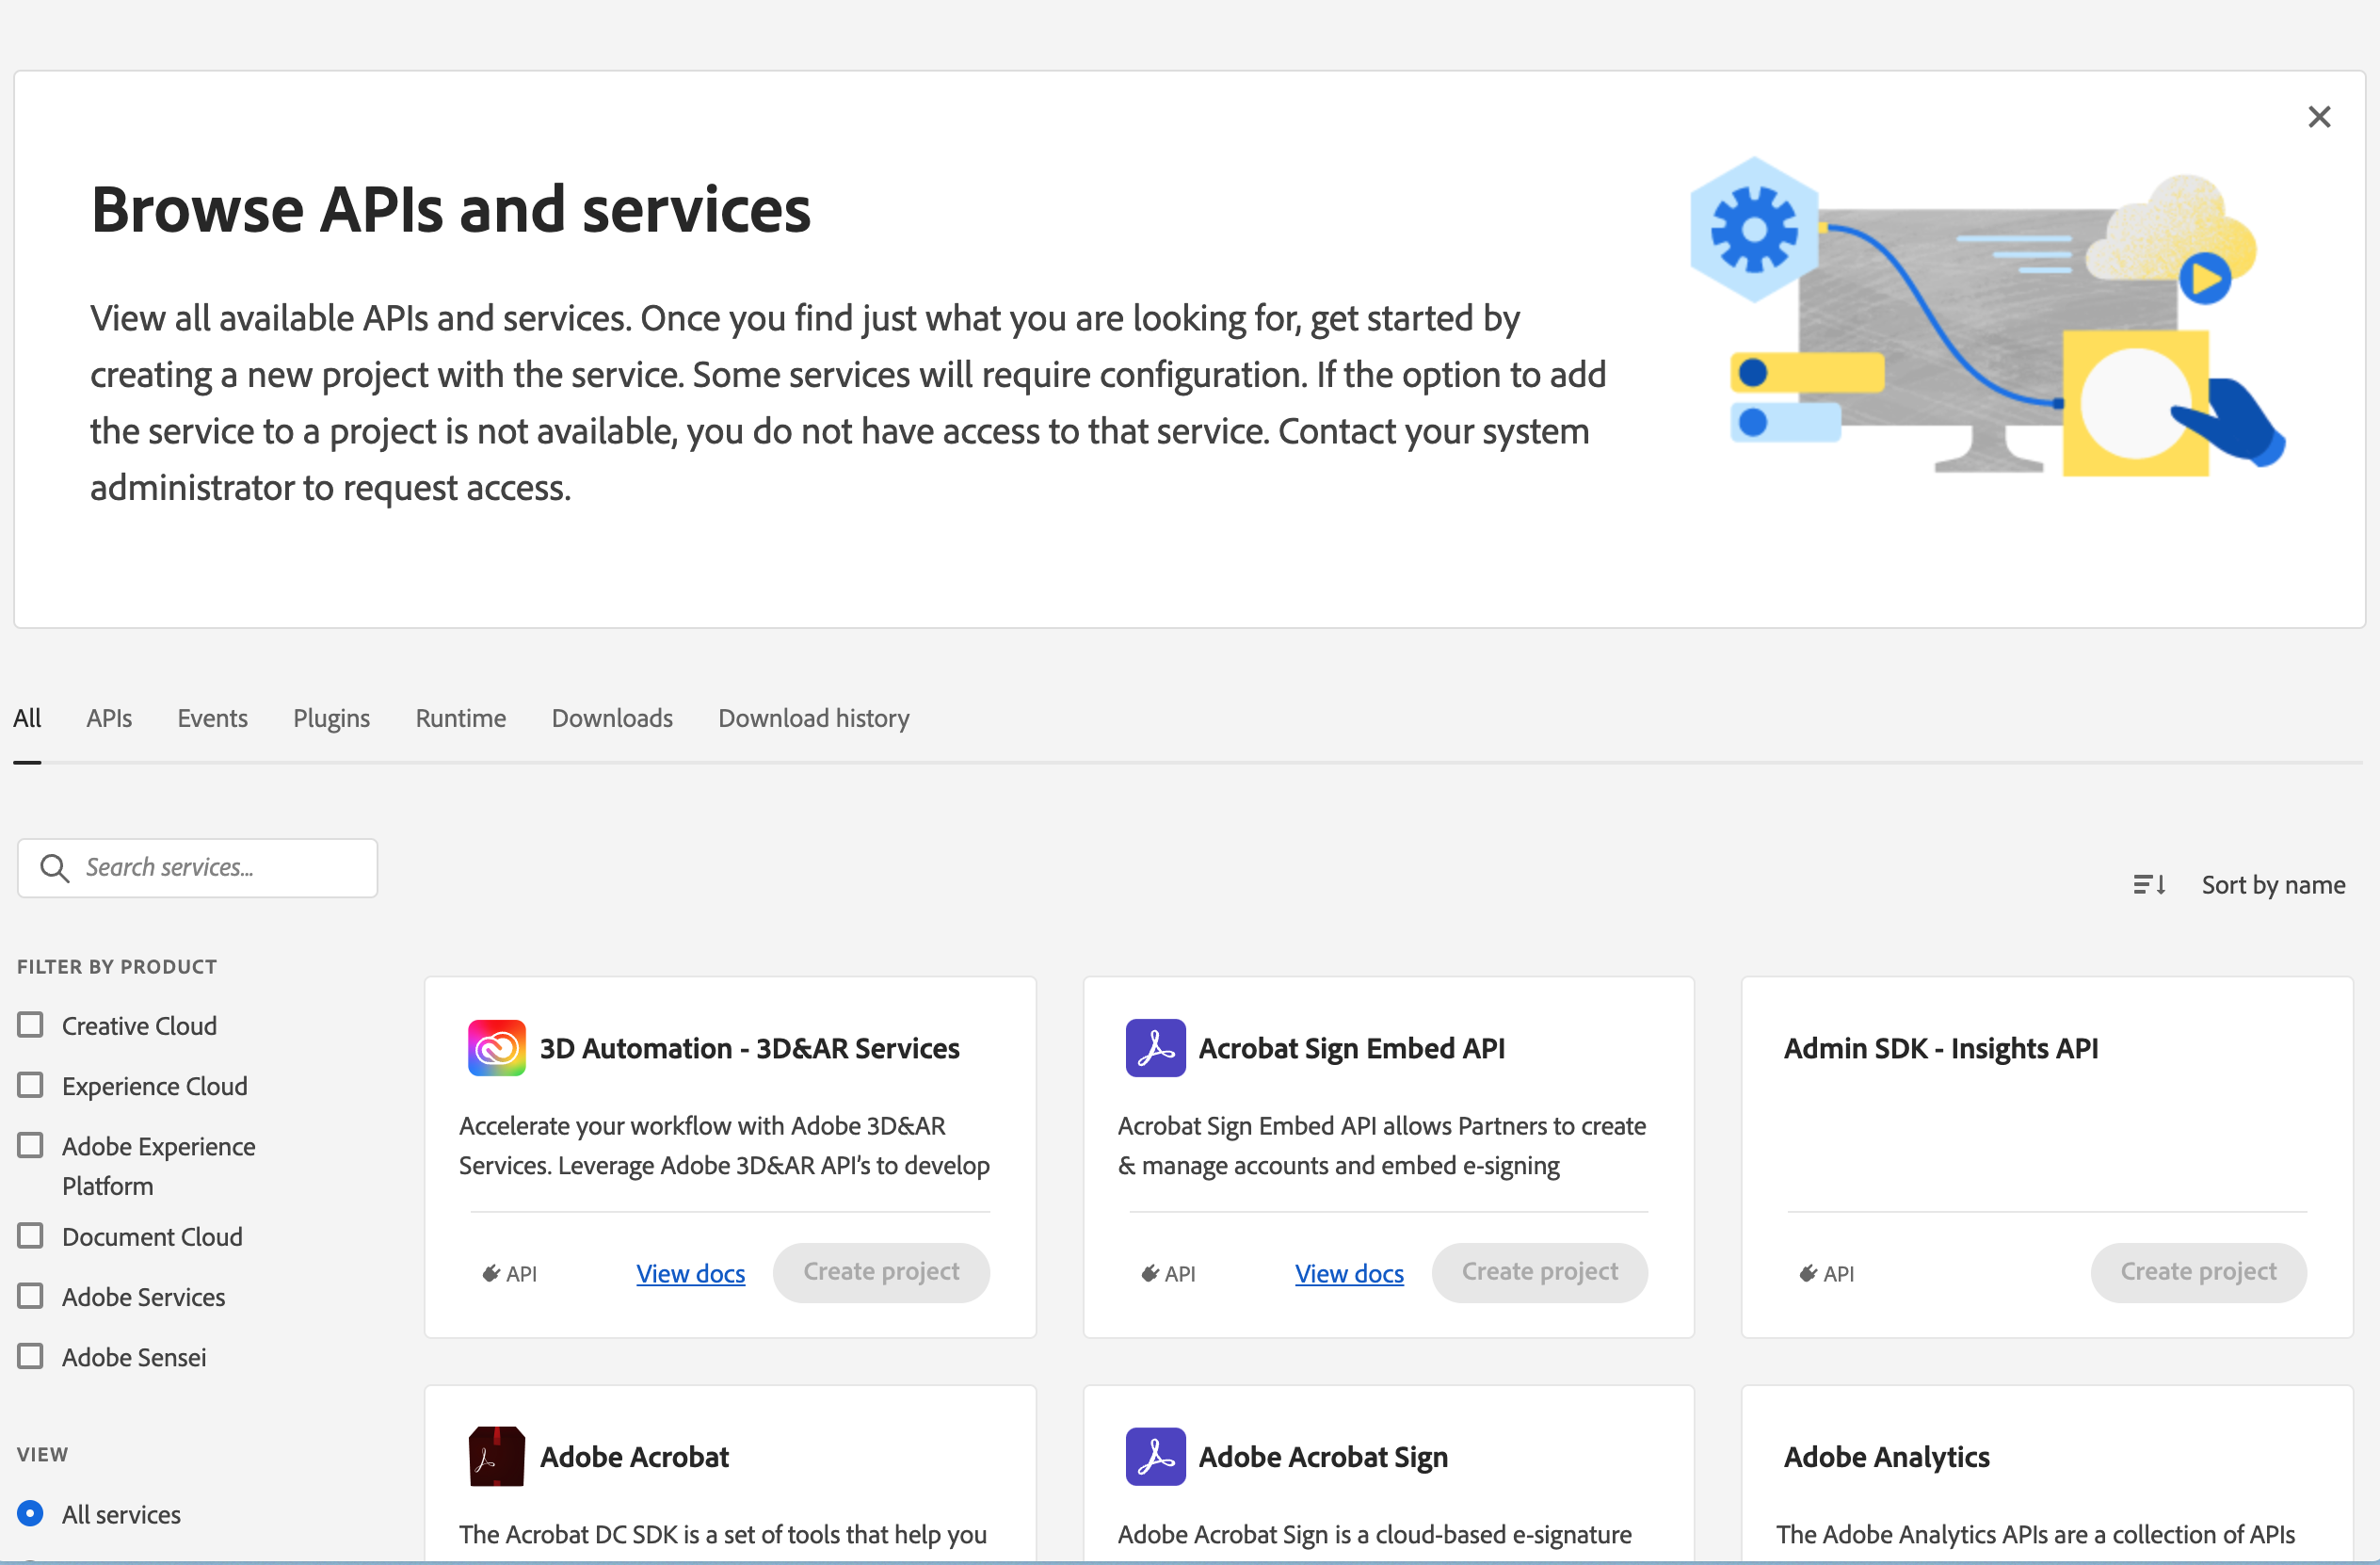 Browse APIs and services
View all available APIs and services. Once you find just what you are looking for, get started by
creating a new project with the service. Some services will require configuration. If the option to add
the service to a project is not available, you do not have access to that service. Contact your system
administrator to request access.
All APIs Events Plugins Runtime Downloads Download history
Search services...
Sort by name
FILTER BY PRODUCT
Creative Cloud
Experience Cloud
Adobe Experience
Platform
Document Cloud
Adobe Services
Adobe Sensei
VIEW
All services
3D Automation - 3D&AR Services
Accelerate your workflow with Adobe 3D&AR
Services. Leverage Adobe 3D&AR API's to develop
API View docs Create project
Acrobat Sign Embed API
Acrobat Sign Embed API allows Partners to create
& manage accounts and embed e-signing
API View docs Create project
Admin SDK - Insights API
API Create project
Adobe Acrobat
The Acrobat DC SDK is a set of tools that help you
Adobe Acrobat Sign
Adobe Acrobat Sign is a cloud-based e-signature
Adobe Analytics
The Adobe Analytics APIs are a collection of APIs